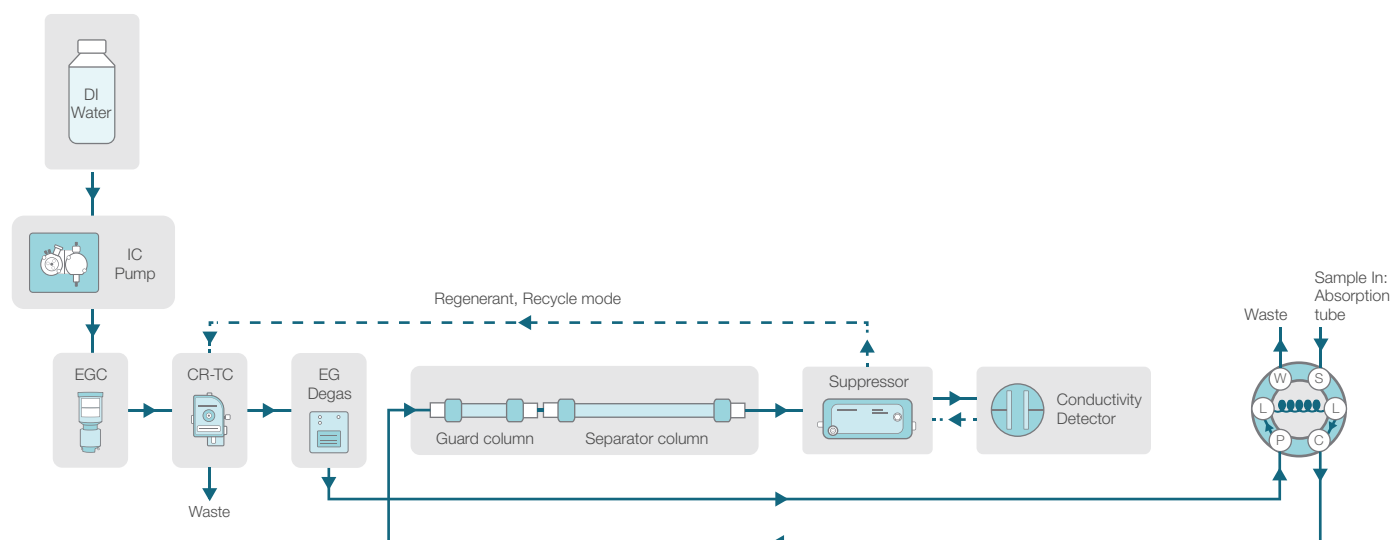 DI
Water
IC
Pump
Regenerant, Recycle mode
Sample In:
Absorption
tube
Waste
EGC
CR-TC
EG
Degas
Suppressor
Conductivity
Detector
Guard column
Separator column
W
S
L
L
P
C
Waste